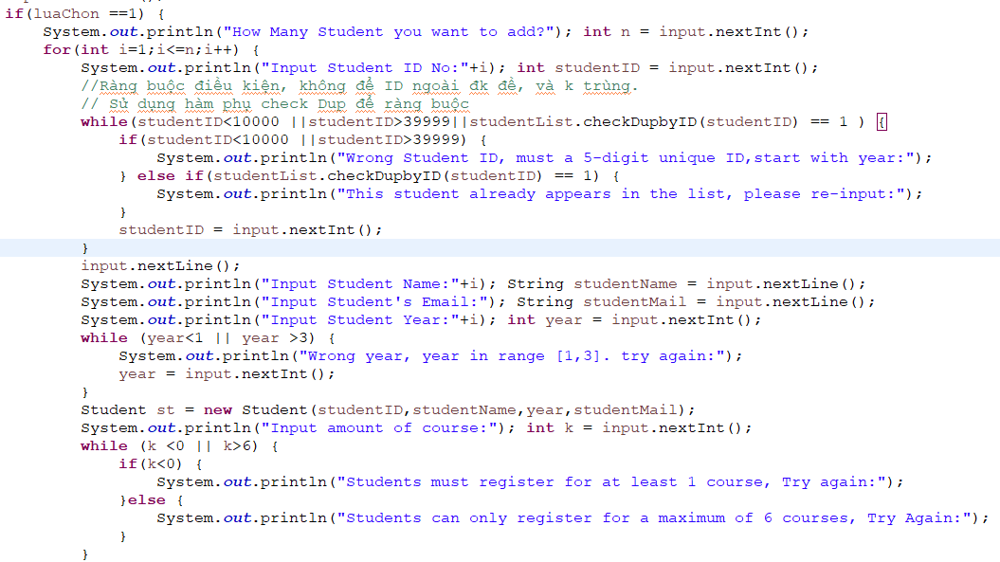 if(luaChon ==1) {
System.out.println("How Many Student you want to add?"); int n = input.nextInt();
for(int i=1;i<=n;i++) {
System.out.println("Input Student ID No:"+i); int studentID = input.nextInt();
//Ràng buộc điều kiện, không để ID ngoài đk đề, và k trùng.
// Sử dụng hàm phụ check Dup để ràng buộc
while(studentID<10000 ||studentID>39999||studentList.checkDupbyID(studentID) == 1 ) {
if(studentID<10000 ||studentID>39999) {
System.out.println("Wrong Student ID, must a 5-digit unique ID,start with year:");
} else if(studentList.checkDupbyID(studentID) == 1) {
System.out.println("This student already appears in the list, please re-input:");
}
studentID = input.nextInt();
}
input.nextLine();
System.out.println("Input Student Name:"+i); String studentName = input.nextLine();
System.out.println("Input Student's Email:"); String studentMail = input.nextLine();
System.out.println("Input Student Year:"+i); int year = input.nextInt();
while (year<1 || year >3) {
System.out.println("Wrong year, year in range [1,3]. try again:");
year = input.nextInt();
}
Student st = new Student(studentID,studentName,year,studentMail);
System.out.println("Input amount of course:"); int k = input.nextInt();
while (k <0 || k>6) {
if(k<0) {
System.out.println("Students must register for at least 1 course, Try again:");
}else {
System.out.println("Students can only register for a maximum of 6 courses, Try Again:");
}
}